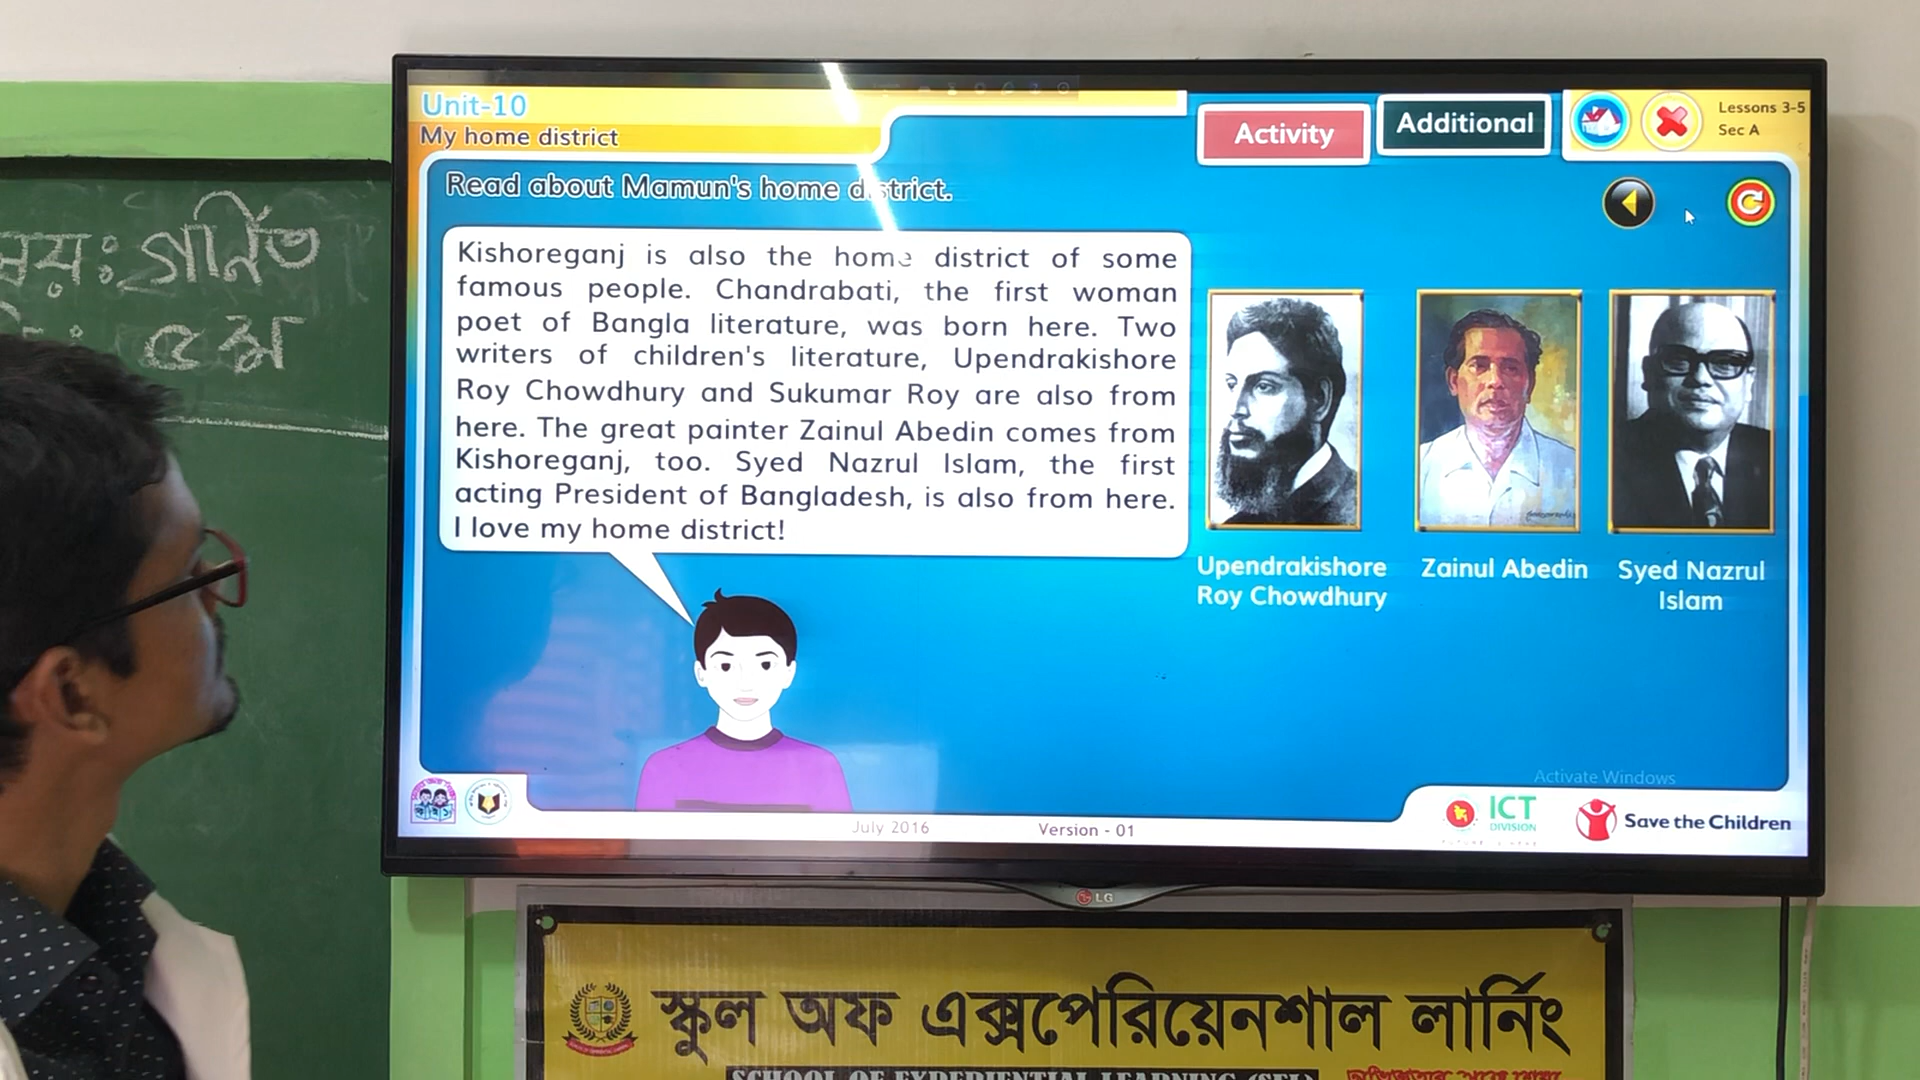 Unit-10
My home district
Activity
Additional
Lessons 3-5
Sec A
Read about Mamun's home district.
Kishoreganj is also the home district of some
famous people. Chandrabati, the first woman
poet of Bangla literature, was born here. Two
writers of children's literature, Upendrakishore
Roy Chowdhury and Sukumar Roy are also from
here. The great painter Zainul Abedin comes from
Kishoreganj, too. Syed Nazrul Islam, the first
acting President of Bangladesh, is also from here.
I love my home district!
Upendrakishore
Roy Chowdhury
Zainul Abedin
Syed Nazrul
Islam
Activate Windows
July 2016
Version - 01
ICT
DIVISION
Save the Children
LG
গনিত
৫ম
স্কুল অফ এক্সপেরিয়েনশাল লার্নিং
SCHOOL OF EXPERIENTIAL LEARNING (SEL)